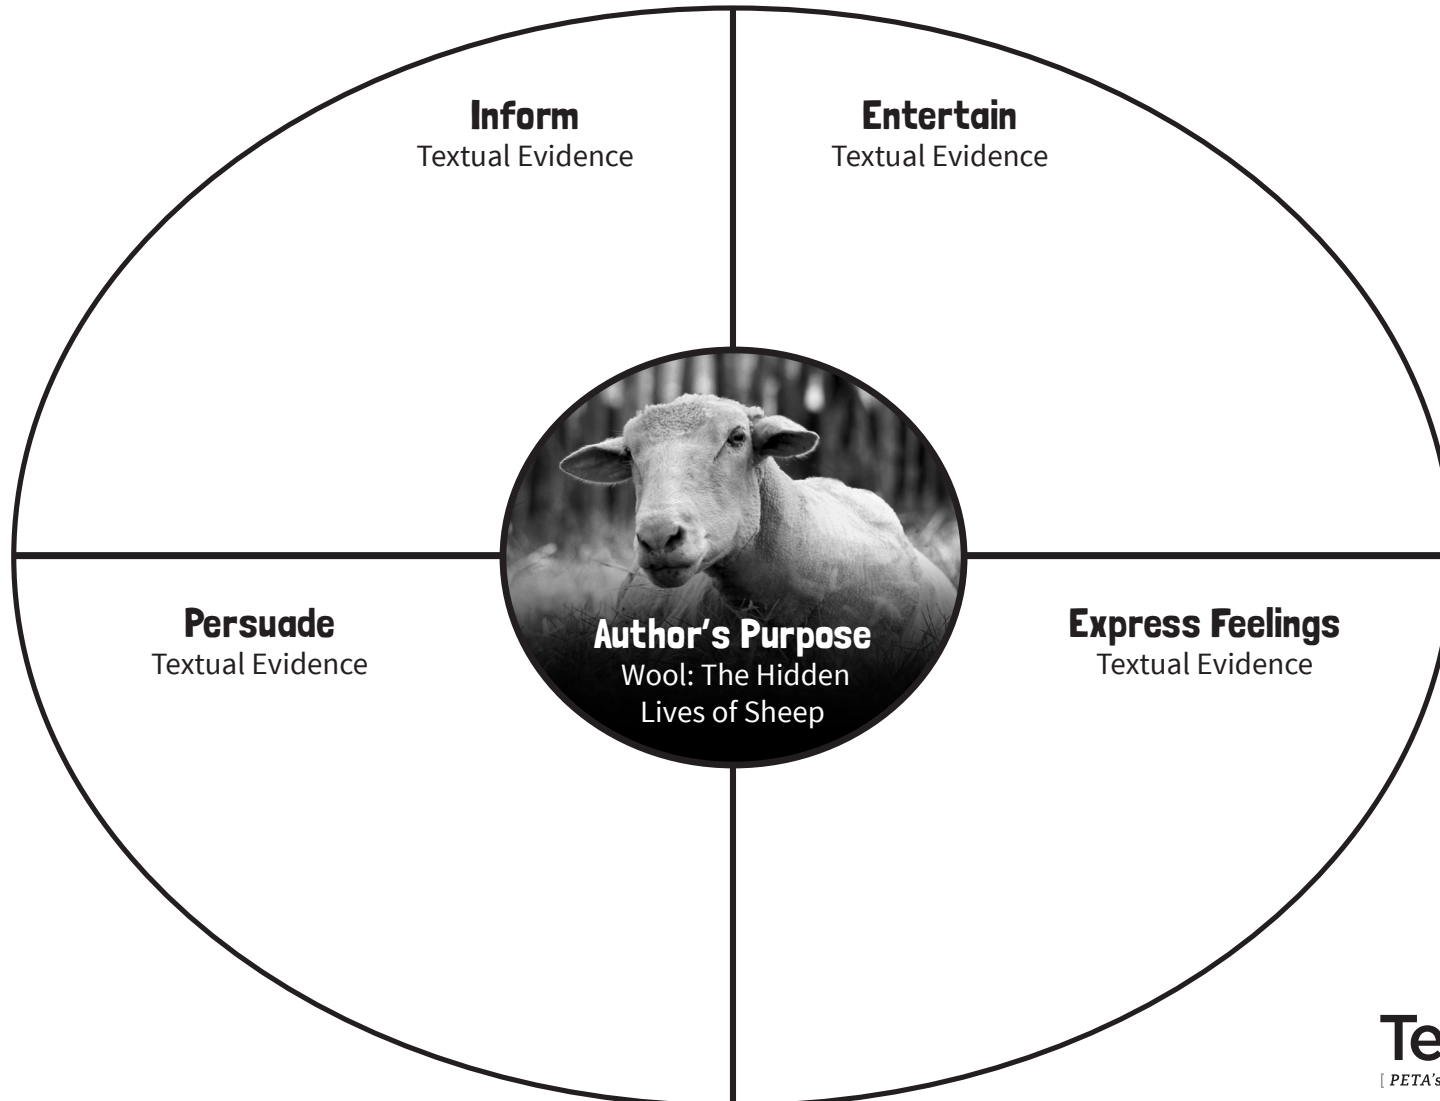 Inform
Textual Evidence
Entertain
Textual Evidence
Persuade
Textual Evidence
Author's Purpose
Wool: The Hidden
Lives of Sheep
Express Feelings
Textual Evidence
Te
[ PETA's